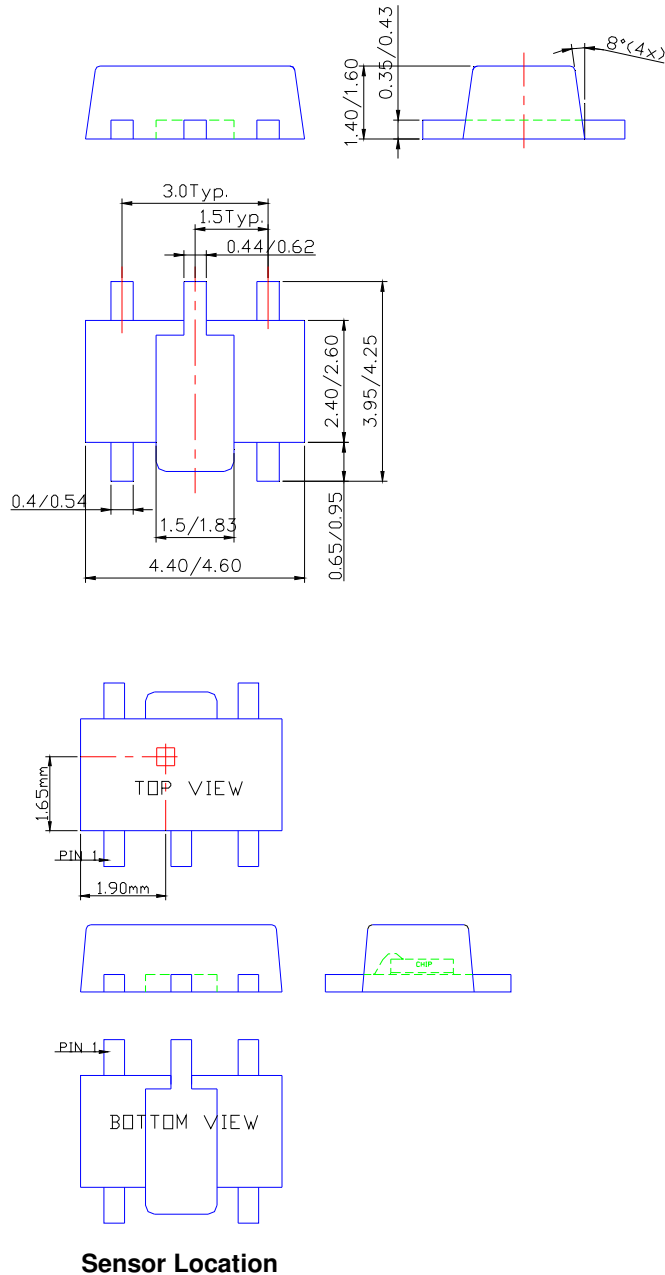 1.40/1.60
0.35/0.43
8°(4x)
3.0Typ.
1.5Typ.
0.44/0.62
2.40/2.60
3.95/4.25
0.4/0.54
1.5/1.83
0.65/0.95
4.40/4.60
1.65mm
TOP VIEW
PIN 1
1.90mm
CHIP
PIN 1
BOTTOM VIEW
Sensor Location